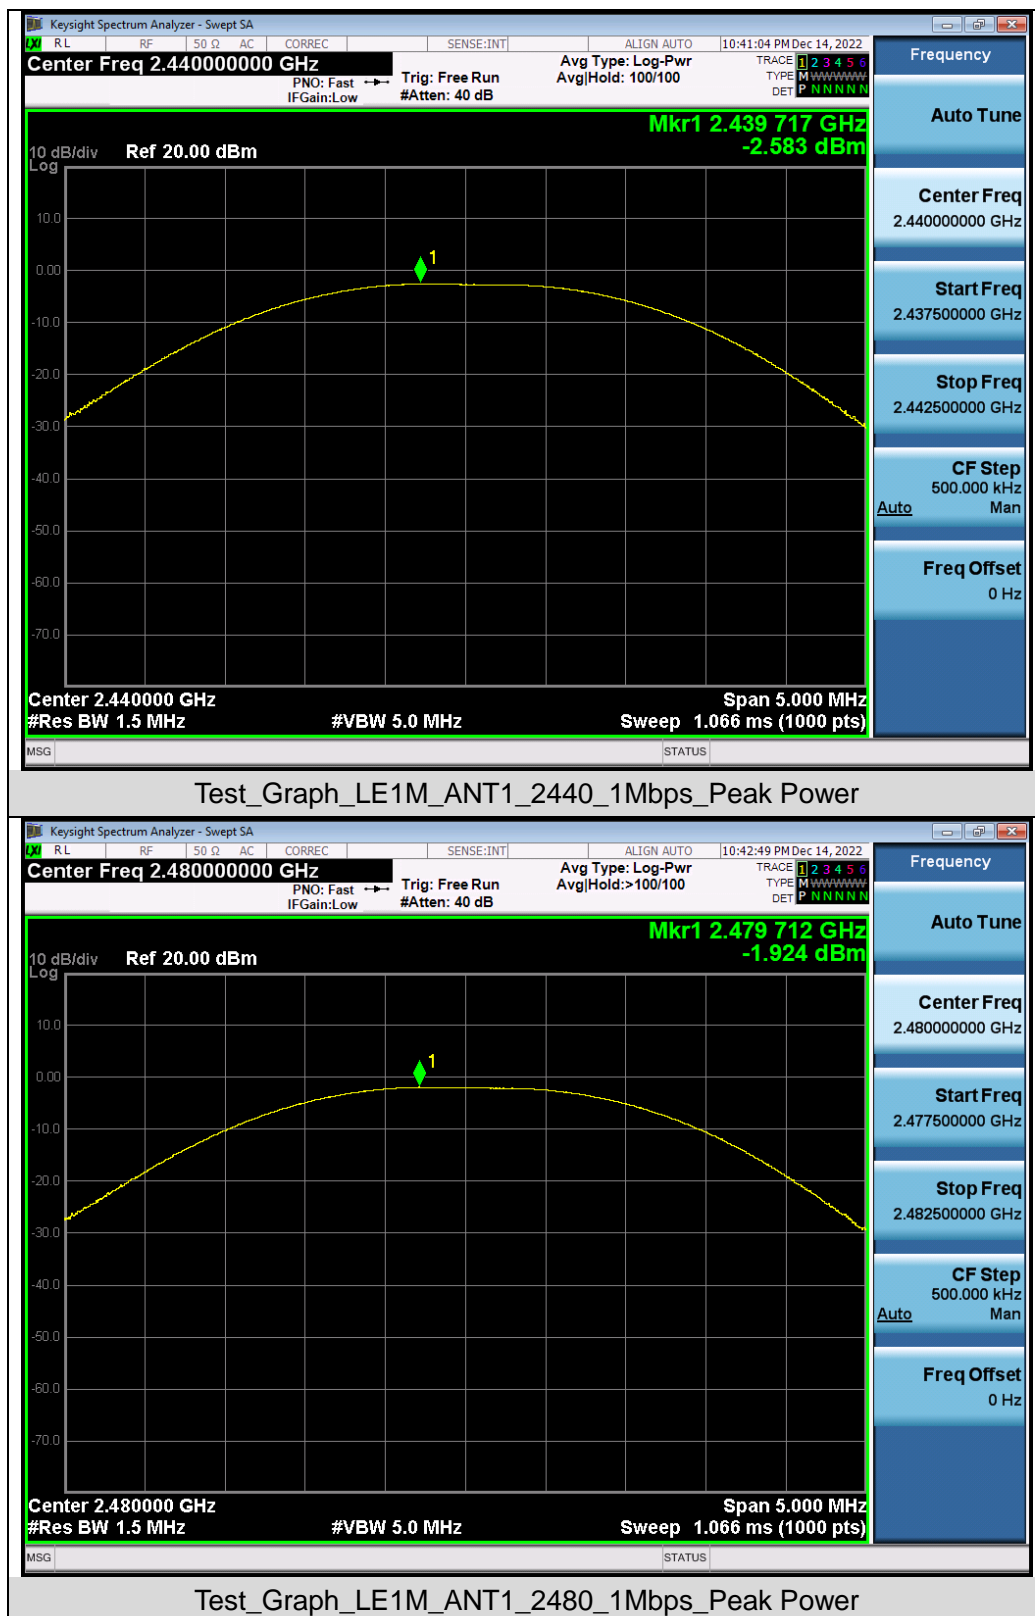 Keysight Spectrum Analyzer - Swept SA
LXI RL RF 50 Ω AC CORREC SENSE:INT ALIGN AUTO 10:41:04 PM Dec 14, 2022
Center Freq 2.440000000 GHz
PNO: Fast
IFGain:Low
Trig: Free Run
#Atten: 40 dB
Avg Type: Log-Pwr
Avg|Hold: 100/100
TRACE 1 2 3 4 5 6
TYPE M WWWWW
DET P N N N N N
Frequency
Mkr1 2.439 717 GHz
-2.583 dBm
10 dB/div Ref 20.00 dBm
Log
10.0
0.00
-10.0
-20.0
-30.0
-40.0
-50.0
-60.0
-70.0
1
Center 2.440000 GHz
Span 5.000 MHz
#Res BW 1.5 MHz #VBW 5.0 MHz Sweep 1.066 ms (1000 pts)
Auto Tune
Center Freq
2.440000000 GHz
Start Freq
2.437500000 GHz
Stop Freq
2.442500000 GHz
CF Step
500.000 kHz
Auto Man
Freq Offset
0 Hz
MSG STATUS
Test_Graph_LE1M_ANT1_2440_1Mbps_Peak Power
Keysight Spectrum Analyzer - Swept SA
LXI RL RF 50 Ω AC CORREC SENSE:INT ALIGN AUTO 10:42:49 PM Dec 14, 2022
Center Freq 2.480000000 GHz
PNO: Fast
IFGain:Low
Trig: Free Run
#Atten: 40 dB
Avg Type: Log-Pwr
Avg|Hold:>100/100
TRACE 1 2 3 4 5 6
TYPE M WWWWW
DET P N N N N N
Frequency
Mkr1 2.479 712 GHz
-1.924 dBm
10 dB/div Ref 20.00 dBm
Log
10.0
0.00
-10.0
-20.0
-30.0
-40.0
-50.0
-60.0
-70.0
1
Center 2.480000 GHz
Span 5.000 MHz
#Res BW 1.5 MHz #VBW 5.0 MHz Sweep 1.066 ms (1000 pts)
Auto Tune
Center Freq
2.480000000 GHz
Start Freq
2.477500000 GHz
Stop Freq
2.482500000 GHz
CF Step
500.000 kHz
Auto Man
Freq Offset
0 Hz
MSG STATUS
Test_Graph_LE1M_ANT1_2480_1Mbps_Peak Power